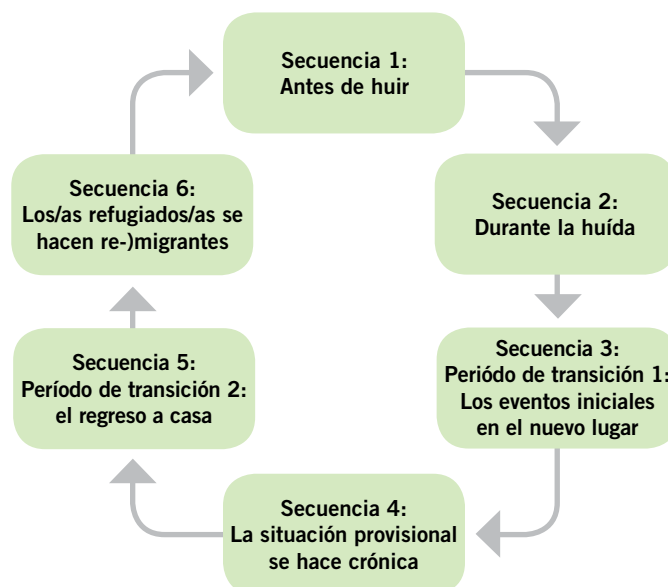 Secuencia 1:
Antes de huir
Secuencia 2:
Durante la huída
Secuencia 3:
Periódo de transición 1:
Los eventos iniciales
en el nuevo lugar
Secuencia 4:
La situación provisional
se hace crónica
Secuencia 5:
Período de transición 2:
el regreso a casa
Secuencia 6:
Los/as refugiados/as se
hacen re-)migrantes